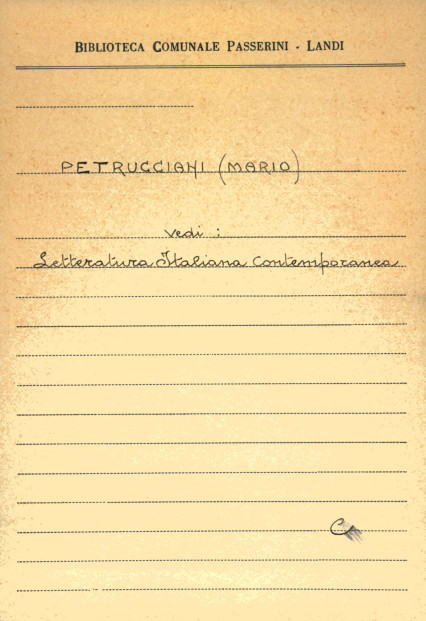 BIBLIOTECA COMUNALE PASSERINI - LANDI
PETRUCCIANI (MARIO)
Vedi :
Letteratura Italiana Contemporanea
C